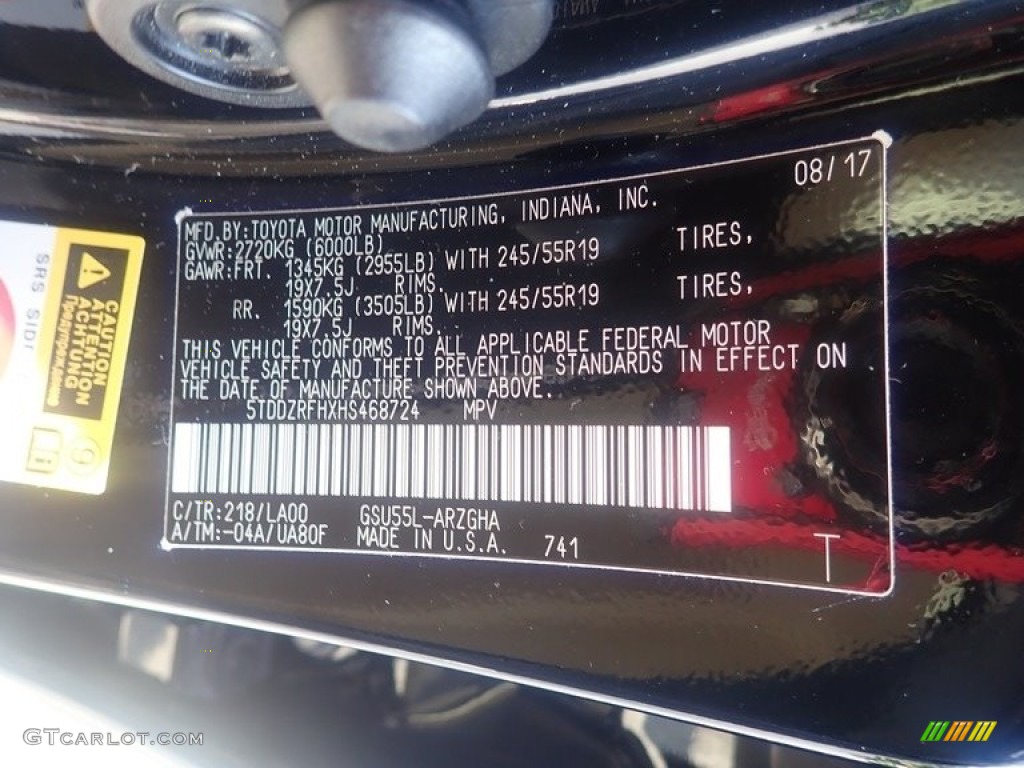 08/17
MFD.BY:TOYOTA MOTOR MANUFACTURING, INDIANA, INC.
GVWR:2720KG (6000LB)
GAWR:FRT. 1345KG (2955LB) WITH 245/55R19 TIRES,
19X7.5J RIMS.
RR. 1590KG (3505LB) WITH 245/55R19 TIRES,
19X7.5J RIMS.
THIS VEHICLE CONFORMS TO ALL APPLICABLE FEDERAL MOTOR
VEHICLE SAFETY AND THEFT PREVENTION STANDARDS IN EFFECT ON
THE DATE OF MANUFACTURE SHOWN ABOVE.
5TDDZRFHXHS468724 MPV
C/TR:218/LA00 GSU55L-ARZGHA
A/TM:-04A/UA80F MADE IN U.S.A. 741
T
SRS SIDE
CAUTION
ATTENTION
ACHTUNG
GTCARLOT.COM